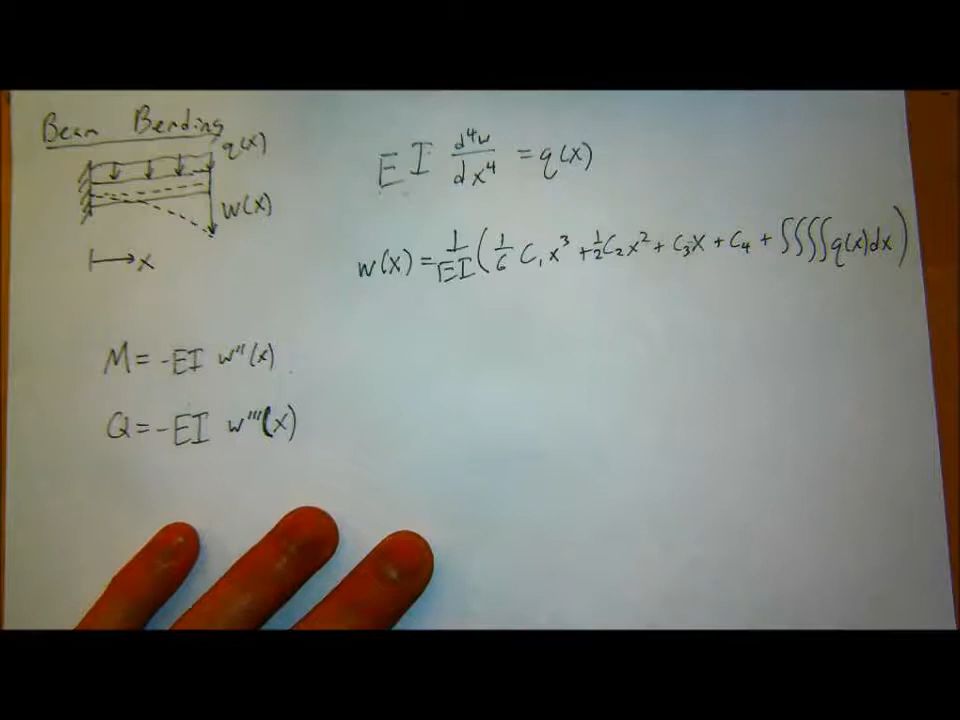 Beam Bending
q(x)
w(x)
x
EI d⁴w/dx⁴ = q(x)
w(x) = 1/EI (1/6 C₁x³ + 1/2 C₂x² + C₃x + C₄ + ∫∫∫∫q(x)dx)
M = -EI w''(x)
Q = -EI w'''(x)